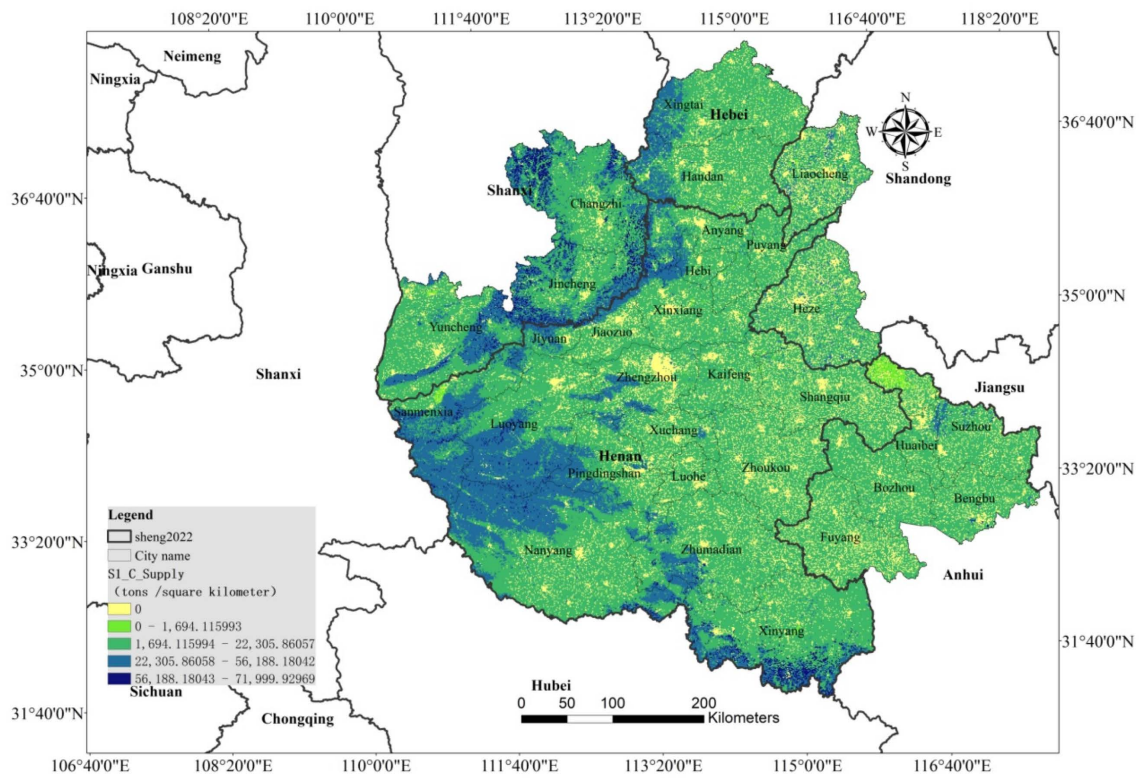 108°20'0"E 110°0'0"E 111°40'0"E 113°20'0"E 115°0'0"E 116°40'0"E 118°20'0"E
Neimeng
Ningxia
Xingtai
Hebei
N
W E
S
36°40'0"N
Handan
Liaocheng
Shandong
36°40'0"N
Shanxi
Changzhi
Anyang
Puyang
Ningxia
Ganshu
Hebi
Jincheng
35°0'0"N
Heze
Xinxiang
Yuncheng
Jiyuan
Jiaozuo
35°0'0"N
Shanxi
Zhengzhou
Kaifeng
Jiangsu
Shangqiu
Sanmenxia
Luoyang
Suzhou
Xuchang
Huaibei
Henan
33°20'0"N
Pingdingshan
Luohe
Zhoukou
Bozhou
Bengbu
Legend
sheng2022
City name
S1_C_Supply
(tons /square kilometer)
0
0 - 1,694.115993
1,694.115994 - 22,305.86057
22,305.86058 - 56,188.18042
56,188.18043 - 71,999.92969
33°20'0"N
Nanyang
Zhumadian
Fuyang
Anhui
Xinyang
31°40'0"N
Sichuan
Hubei
0 50 100 200
Kilometers
31°40'0"N
Chongqing
106°40'0"E 108°20'0"E 110°0'0"E 111°40'0"E 113°20'0"E 115°0'0"E 116°40'0"E